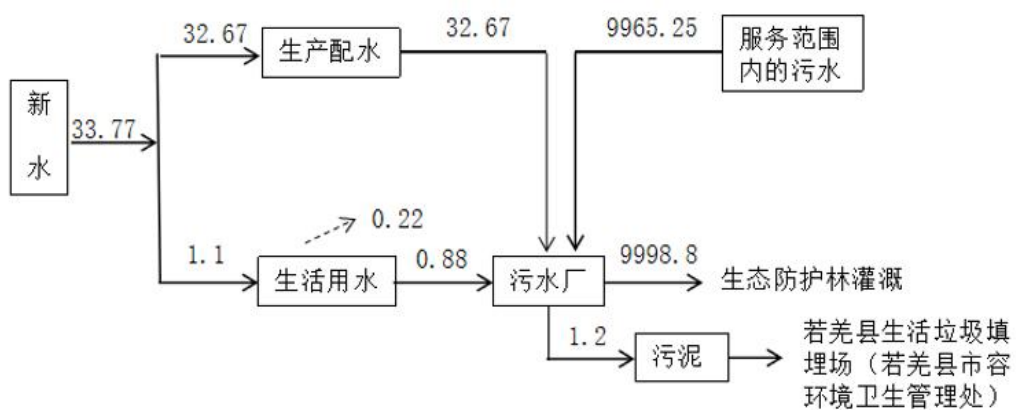 32.67
生产配水
32.67
9965.25
服务范围
内的污水
新
水
33.77
0.22
1.1
生活用水
0.88
污水厂
9998.8
生态防护林灌溉
1.2
污泥
若羌县生活垃圾填
埋场（若羌县市容
环境卫生管理处）